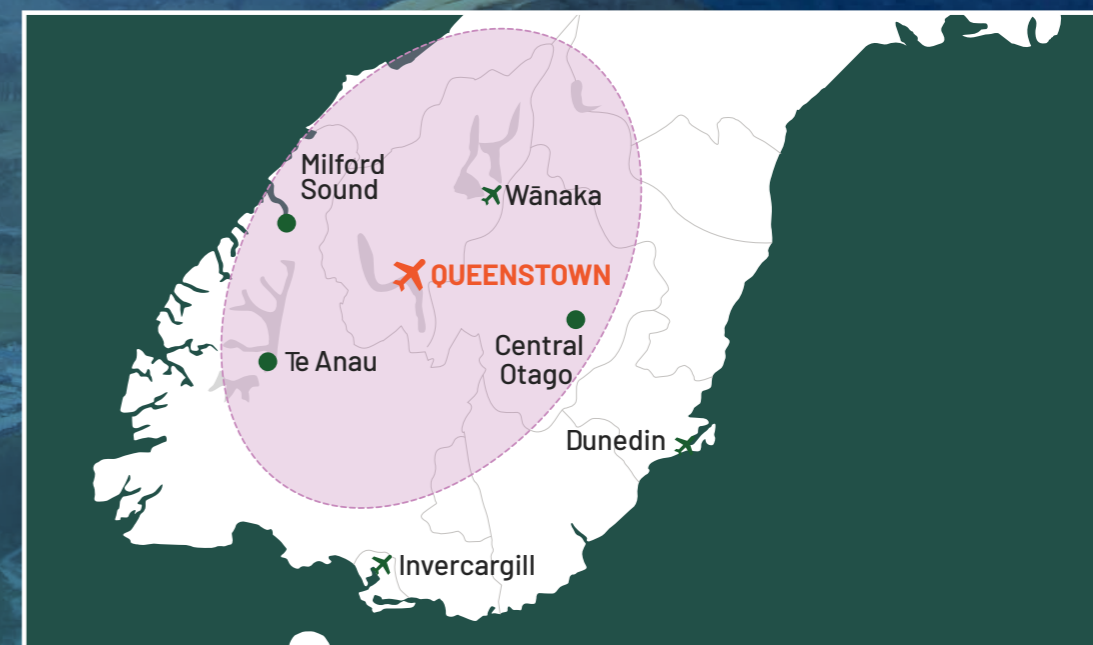 Milford
Sound
Wānaka
QUEENSTOWN
Central
Otago
Te Anau
Dunedin
Invercargill